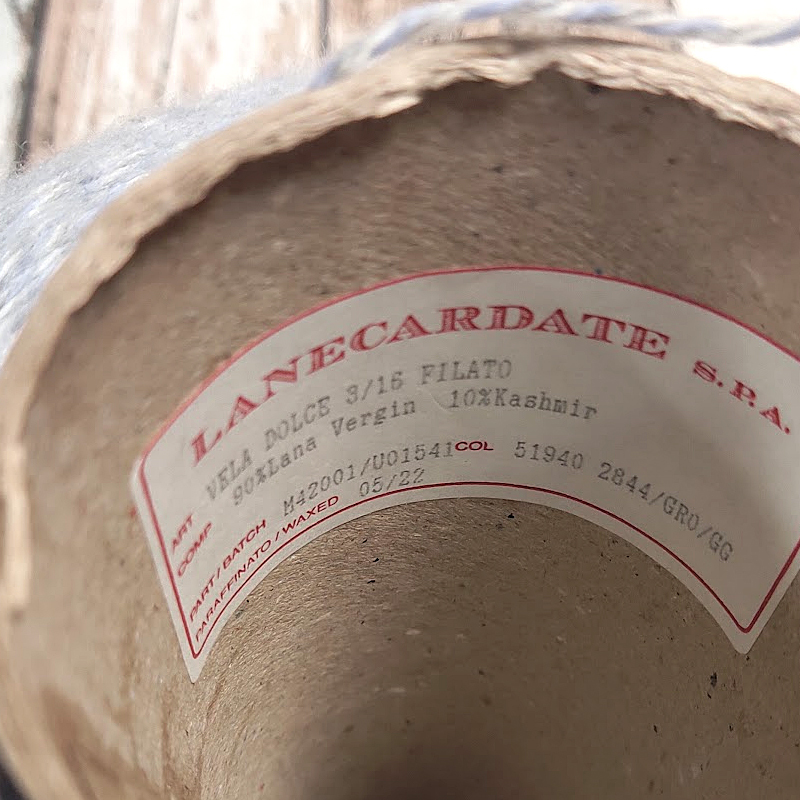 LANECARDATE S.P.A.
ART VELA DOLCE 3/16 FILATO
COMP 90%Lana Vergin 10%Kashmir
PART/BATCH M42001/U01541 COL 51940 2844/GRO/GG
PARAFFINATO/WAXED 05/22